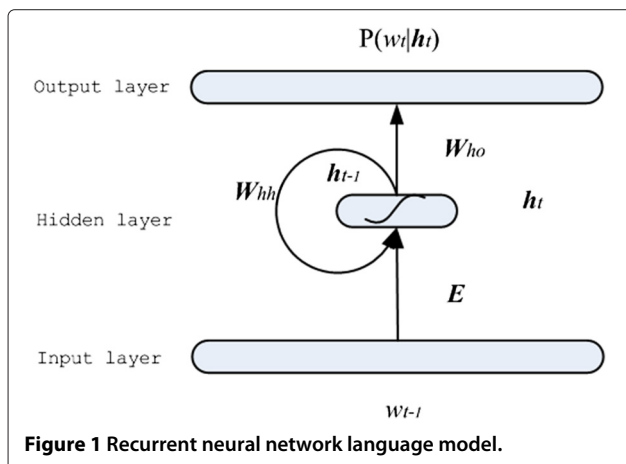 P(wt|ht)
Output layer
Who
ht-1
Whh
ht
Hidden layer
E
Input layer
wt-1
Figure 1 Recurrent neural network language model.